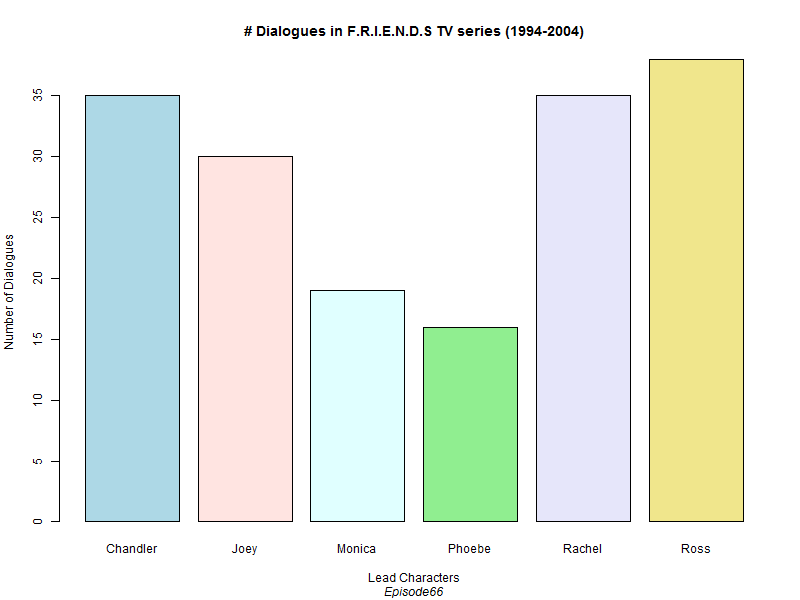 # Dialogues in F.R.I.E.N.D.S TV series (1994-2004)
Number of Dialogues
35
30
25
20
15
10
5
0
Chandler Joey Monica Phoebe Rachel Ross
Lead Characters
Episode66